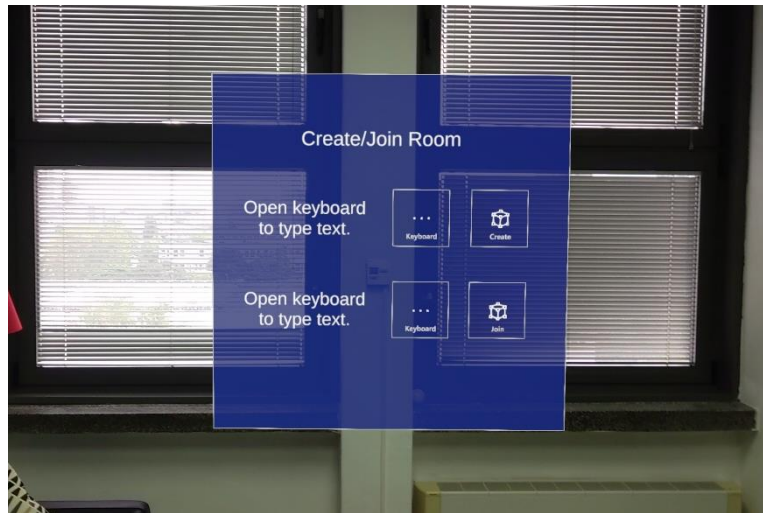 Create/Join Room
Open keyboard
to type text.
...
Keyboard
Create
Open keyboard
to type text.
...
Keyboard
Join